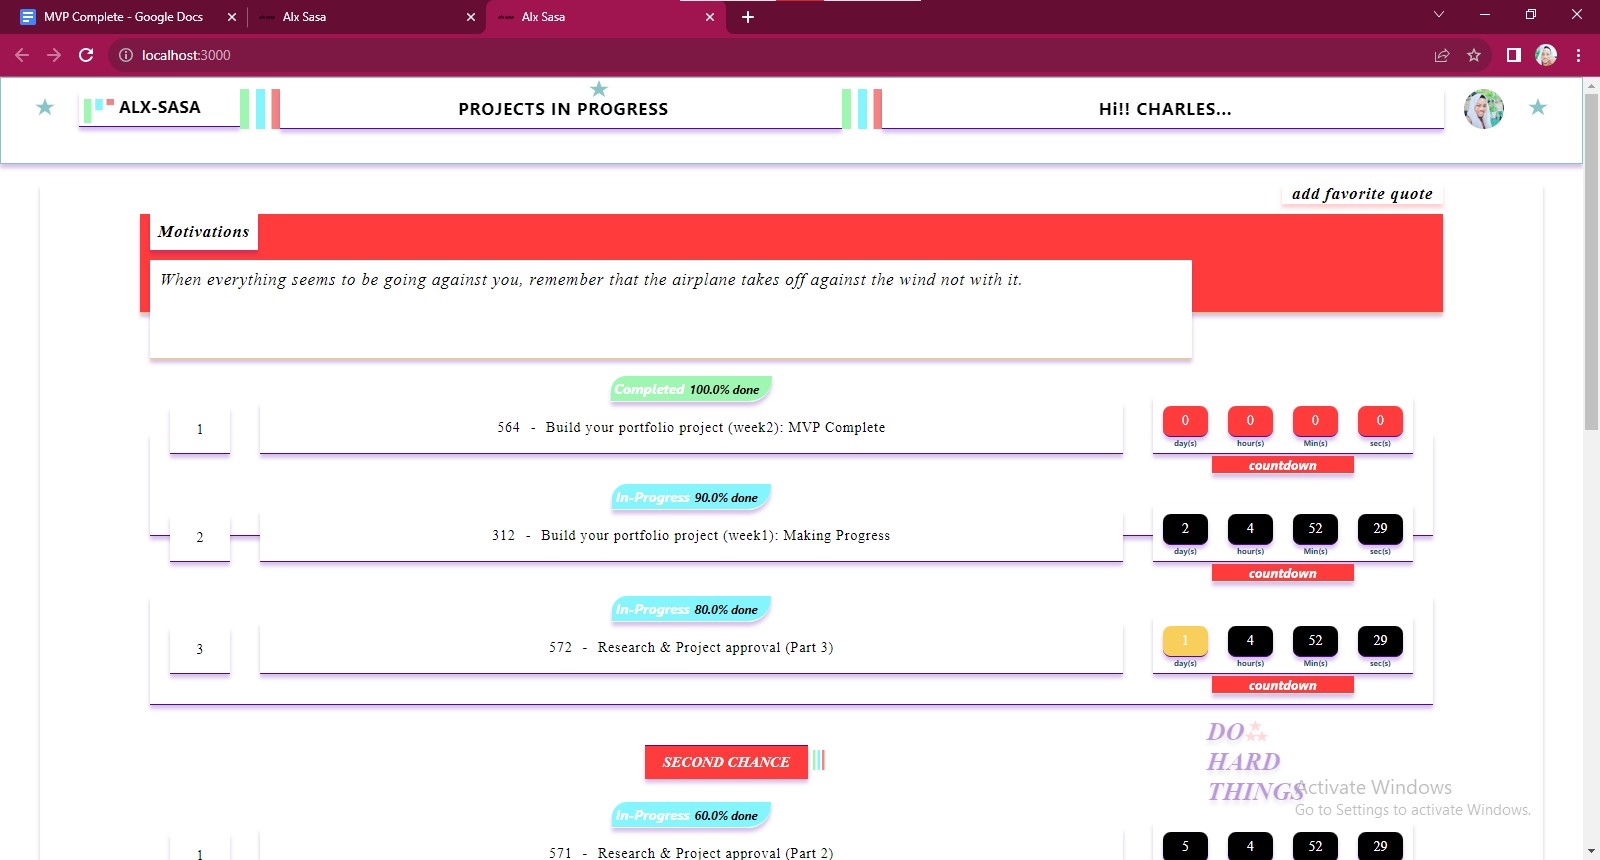 MVP Complete - Google Docs
Alx Sasa
Alx Sasa
localhost:3000
ALX-SASA
PROJECTS IN PROGRESS
Hi!! CHARLES...
add favorite quote
Motivations
When everything seems to be going against you, remember that the airplane takes off against the wind not with it.
Completed 100.0% done
1
564 - Build your portfolio project (week2): MVP Complete
0 0 0 0
day(s) hour(s) Min(s) sec(s)
countdown
In-Progress 90.0% done
2
312 - Build your portfolio project (week1): Making Progress
2 4 52 29
day(s) hour(s) Min(s) sec(s)
countdown
In-Progress 80.0% done
3
572 - Research & Project approval (Part 3)
1 4 52 29
day(s) hour(s) Min(s) sec(s)
countdown
DO
HARD
THINGS
SECOND CHANCE
Activate Windows
Go to Settings to activate Windows.
In-Progress 60.0% done
1
571 - Research & Project approval (Part 2)
5 4 52 29